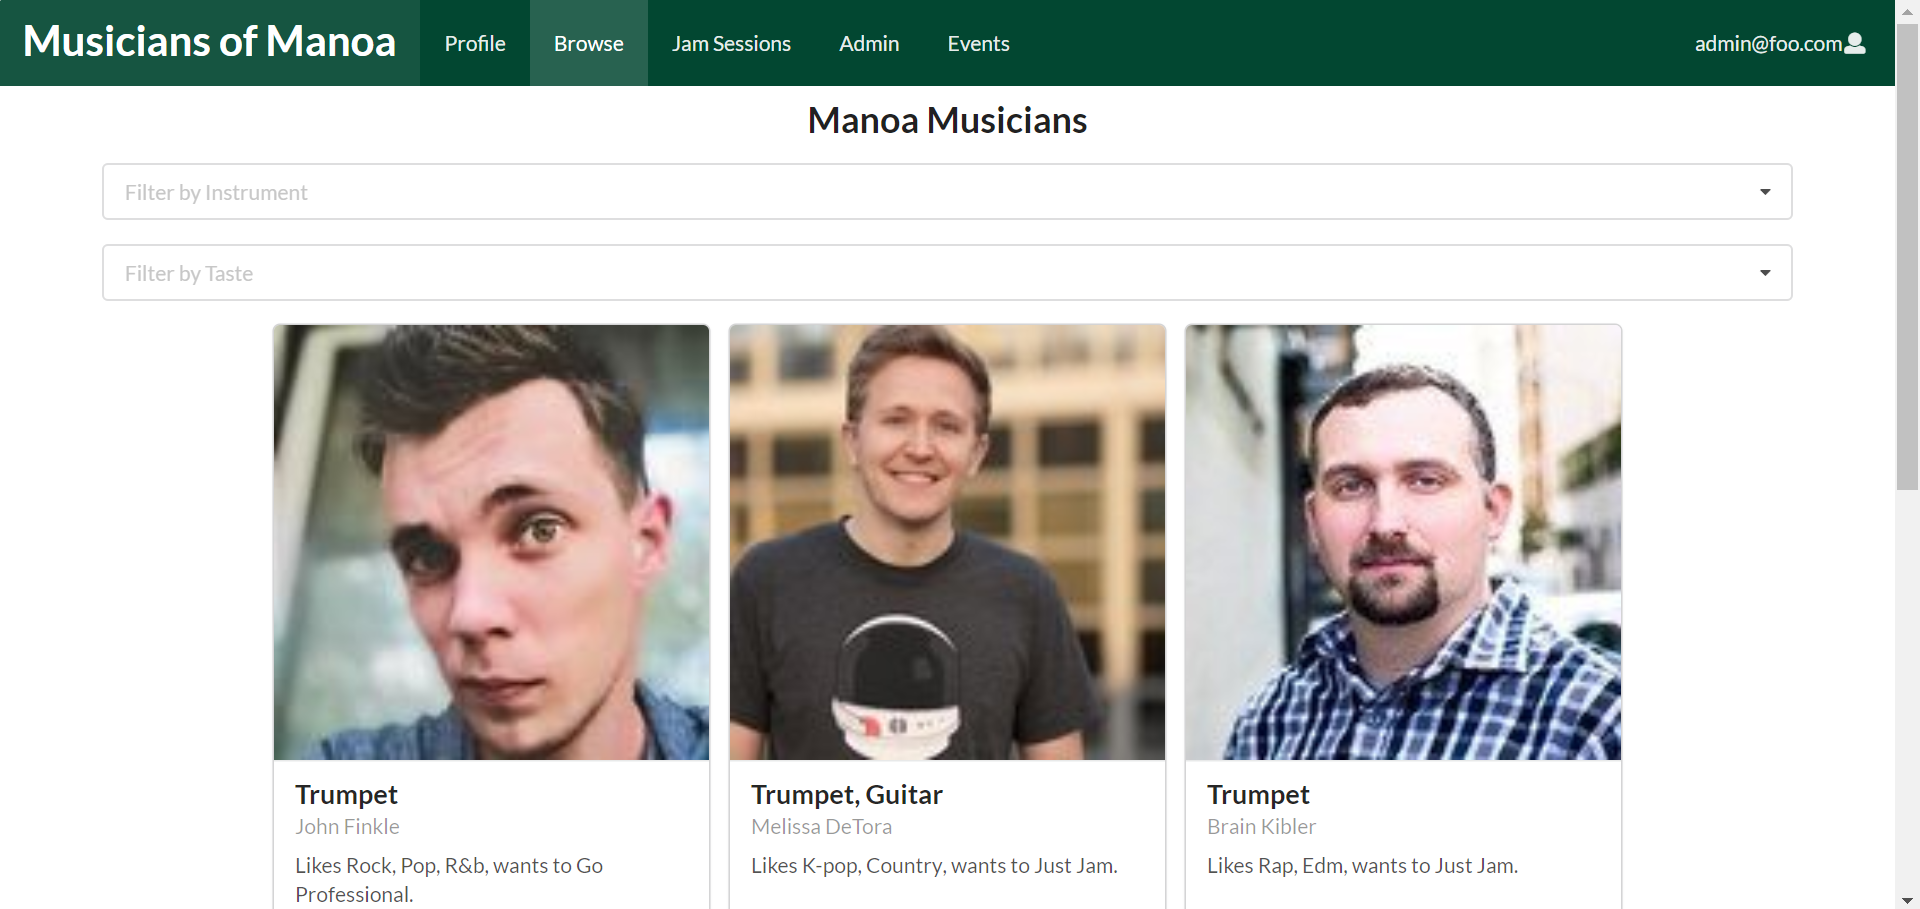 Musicians of Manoa Profile Browse Jam Sessions Admin Events admin@foo.com
Manoa Musicians
Filter by Instrument
Filter by Taste
Trumpet
John Finkle
Likes Rock, Pop, R&b, wants to Go
Professional.
Trumpet, Guitar
Melissa DeTora
Likes K-pop, Country, wants to Just Jam.
Trumpet
Brain Kibler
Likes Rap, Edm, wants to Just Jam.